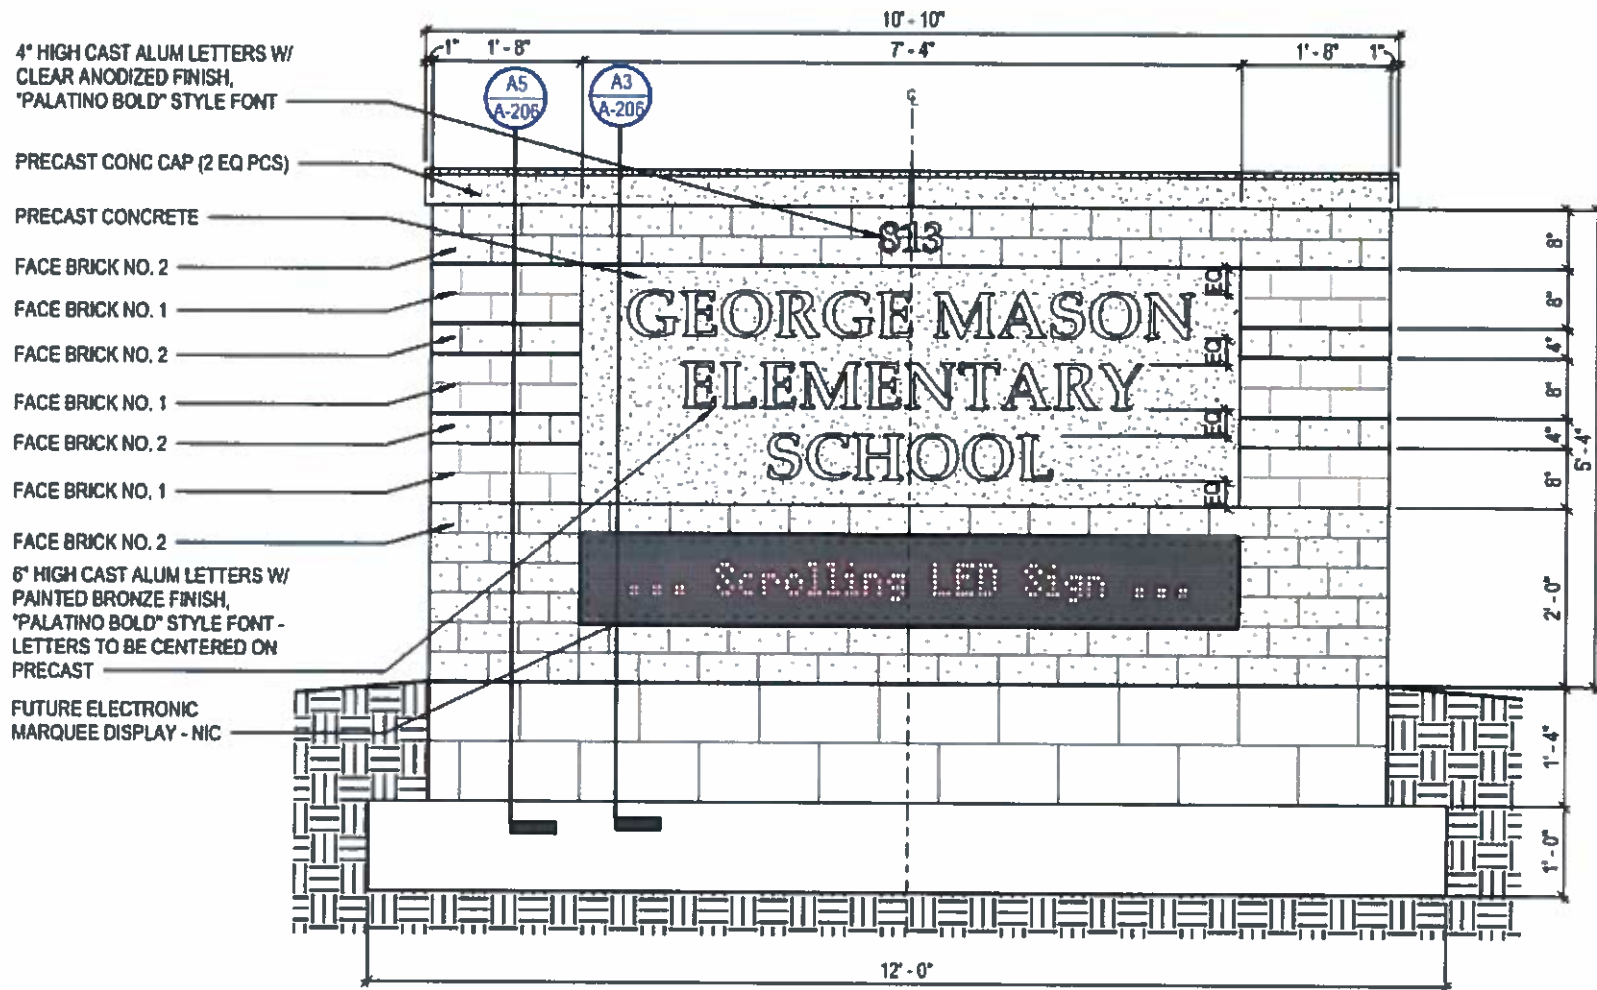 10' - 10"
1" 1' - 8" 7' - 4" 1' - 8" 1"
4" HIGH CAST ALUM LETTERS W/
CLEAR ANODIZED FINISH,
"PALATINO BOLD" STYLE FONT
A5
A-206
A3
A-206
PRECAST CONC CAP (2 EQ PCS)
PRECAST CONCRETE
FACE BRICK NO. 2
FACE BRICK NO. 1
FACE BRICK NO. 2
FACE BRICK NO. 1
FACE BRICK NO. 2
FACE BRICK NO. 1
FACE BRICK NO. 2
6" HIGH CAST ALUM LETTERS W/
PAINTED BRONZE FINISH,
"PALATINO BOLD" STYLE FONT -
LETTERS TO BE CENTERED ON
PRECAST
FUTURE ELECTRONIC
MARQUEE DISPLAY - NIC
813
GEORGE MASON
ELEMENTARY
SCHOOL
EQ
EQ
EQ
EQ
... Scrolling LED Sign ...
8"
8"
4"
8"
4"
8"
5' - 4"
2' - 0"
1' - 4"
1' - 0"
12' - 0"